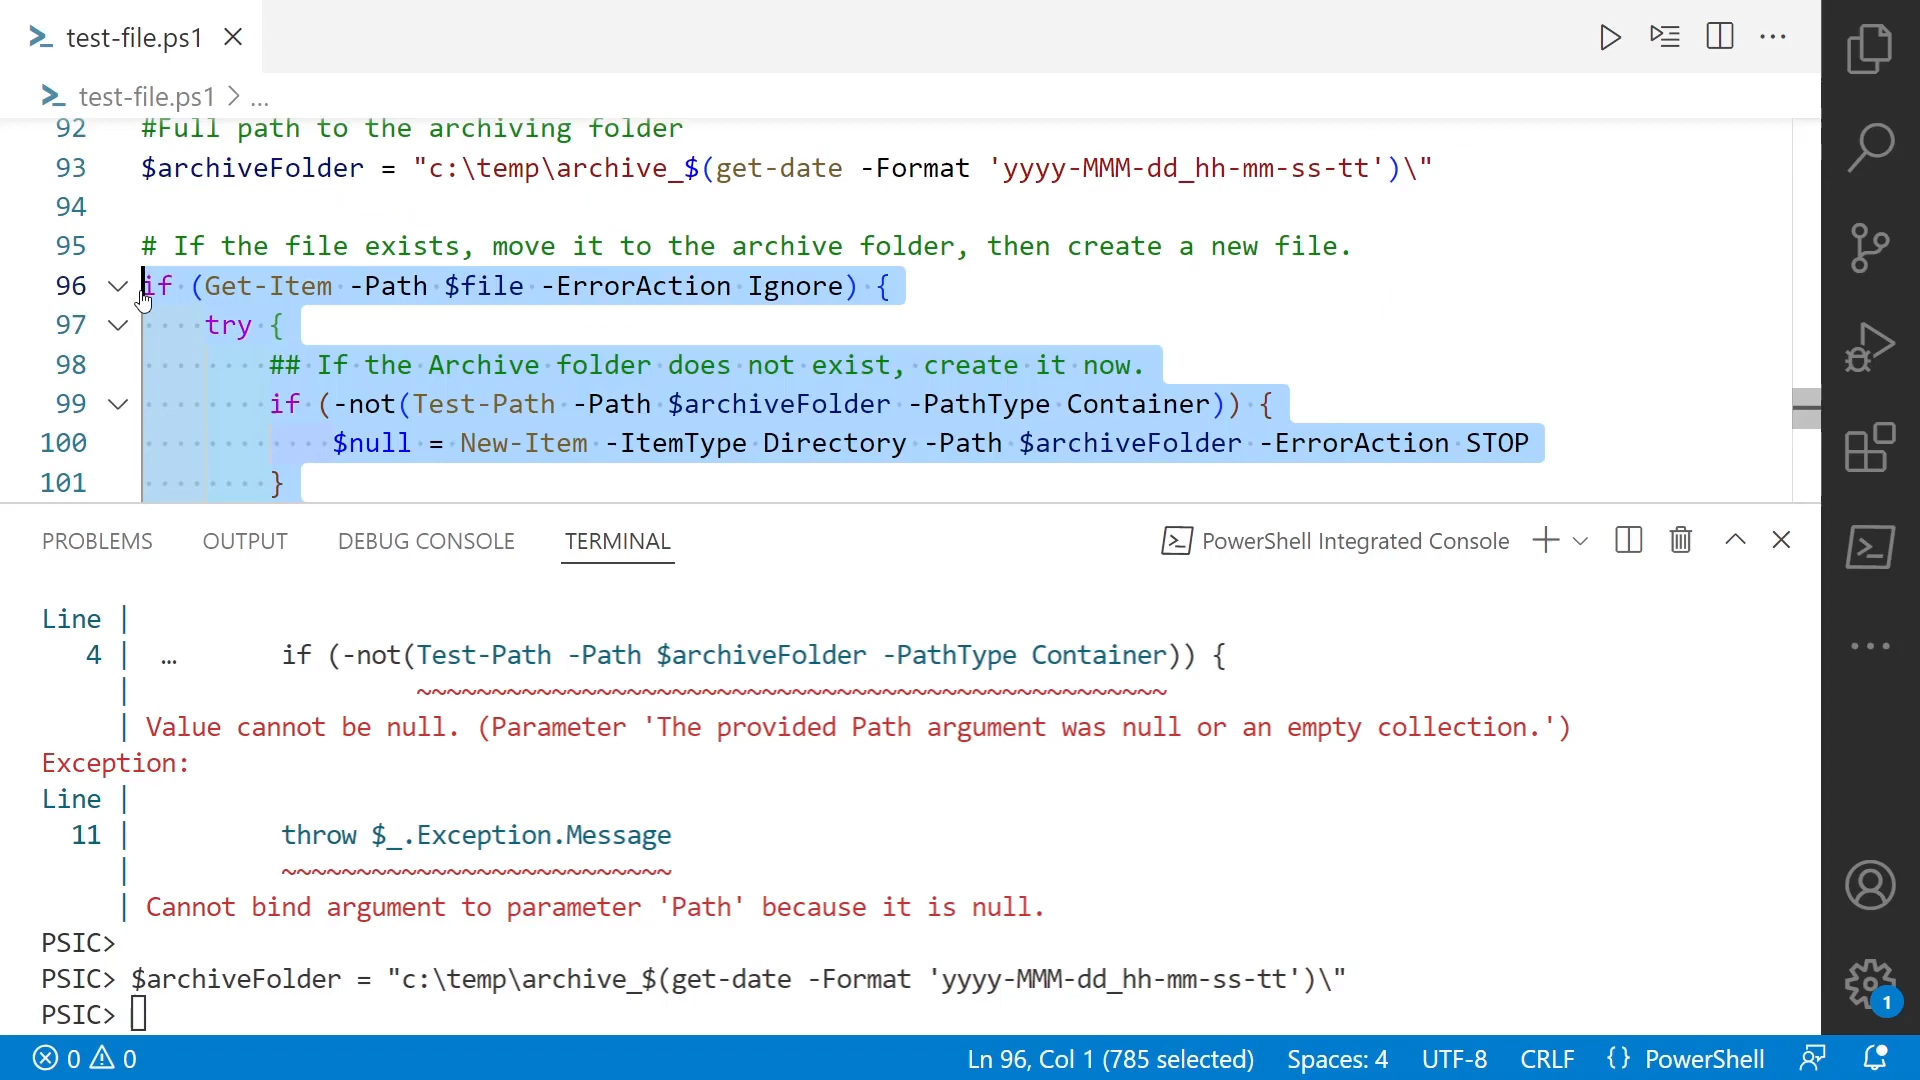 test-file.ps1
test-file.ps1 > ...
92 #Full path to the archiving folder
93 $archiveFolder = "c:\temp\archive_$(get-date -Format 'yyyy-MMM-dd_hh-mm-ss-tt')\"
94
95 # If the file exists, move it to the archive folder, then create a new file.
96 if (Get-Item -Path $file -ErrorAction Ignore) {
97 try {
98 ## If the Archive folder does not exist, create it now.
99 if (-not(Test-Path -Path $archiveFolder -PathType Container)) {
100 $null = New-Item -ItemType Directory -Path $archiveFolder -ErrorAction STOP
101 }
PROBLEMS OUTPUT DEBUG CONSOLE TERMINAL PowerShell Integrated Console
Line |
4 | … if (-not(Test-Path -Path $archiveFolder -PathType Container)) {
| ~~~~~~~~~~~~~~~~~~~~~~~~~~~~~~~~~~~~~~~~~~~~~~~~~~
| Value cannot be null. (Parameter 'The provided Path argument was null or an empty collection.')
Exception:
Line |
11 | throw $_.Exception.Message
| ~~~~~~~~~~~~~~~~~~~~~~~~~~
| Cannot bind argument to parameter 'Path' because it is null.
PSIC>
PSIC> $archiveFolder = "c:\temp\archive_$(get-date -Format 'yyyy-MMM-dd_hh-mm-ss-tt')\"
PSIC>
0 0 Ln 96, Col 1 (785 selected) Spaces: 4 UTF-8 CRLF {} PowerShell
1